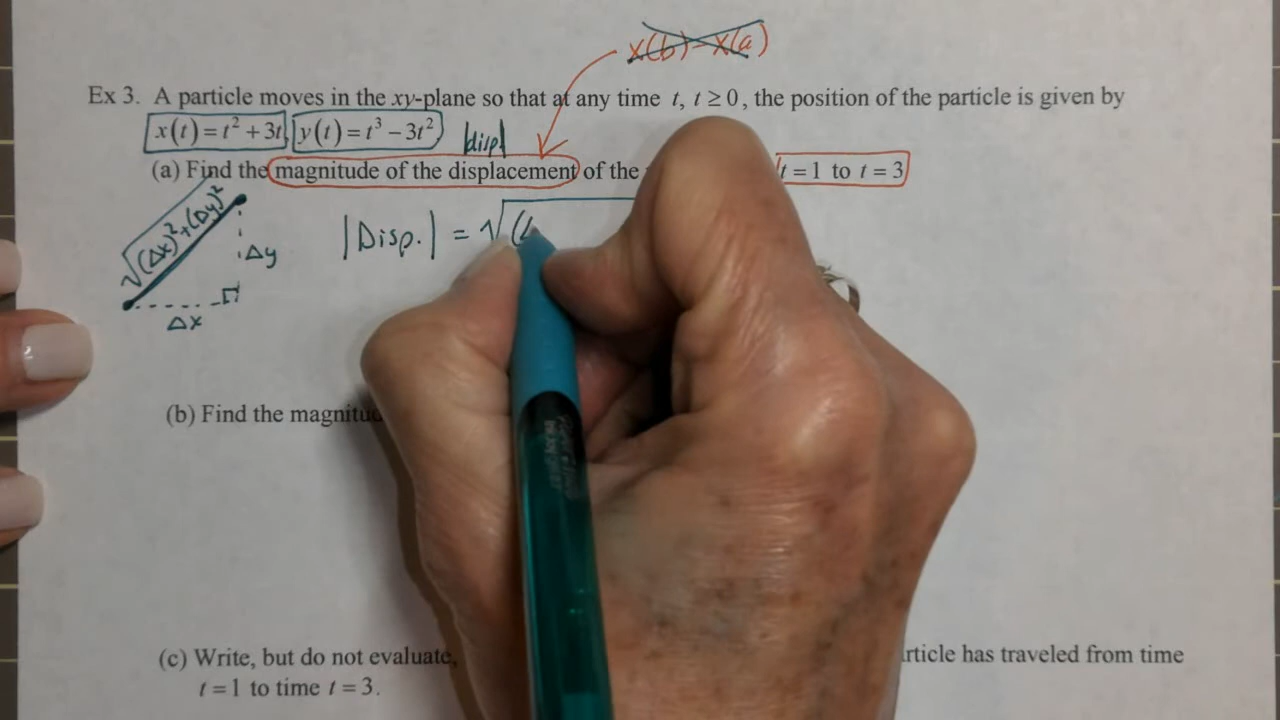 x(b) - x(a)
Ex 3. A particle moves in the xy-plane so that at any time t, t ≥ 0, the position of the particle is given by
x(t) = t² + 3t, y(t) = t³ - 3t² |displ
(a) Find the magnitude of the displacement of the t = 1 to t = 3
√(Δx)²+(Δy)²
|Disp.| = √(
Δy
Δx
(b) Find the
(c) Write, but do not evaluate, particle has traveled from time
t = 1 to time t = 3.